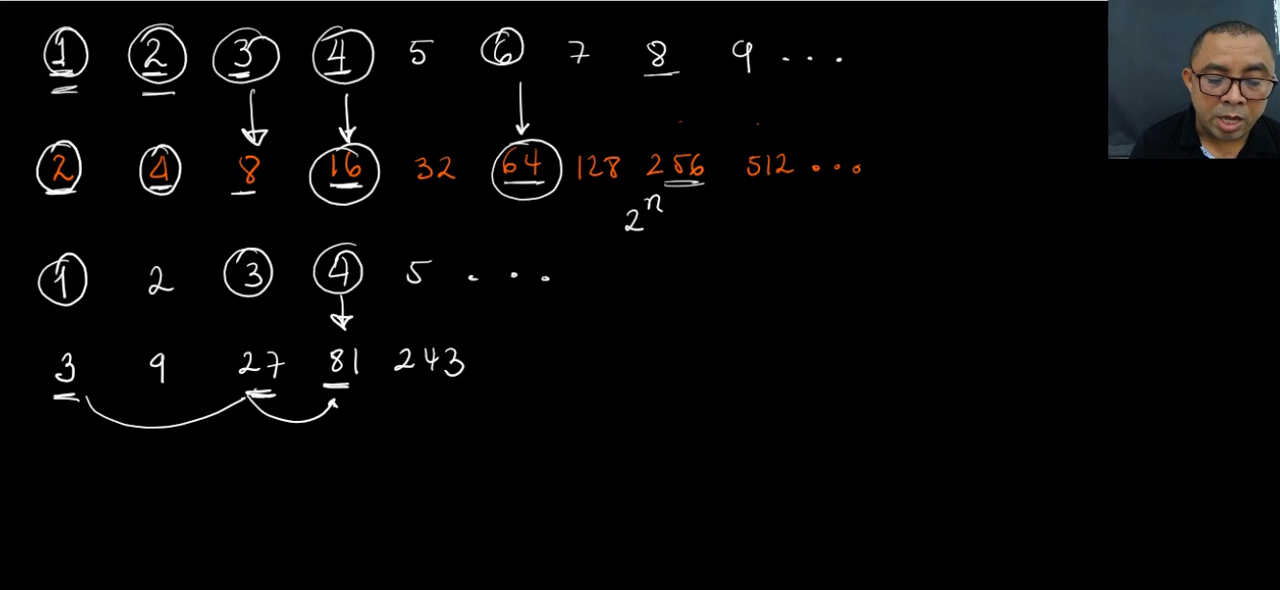 1 2 3 4 5 6 7 8 9 ...
2 4 8 16 32 64 128 256 512 ...
2ⁿ
1 2 3 4 5 ...
3 9 27 81 243